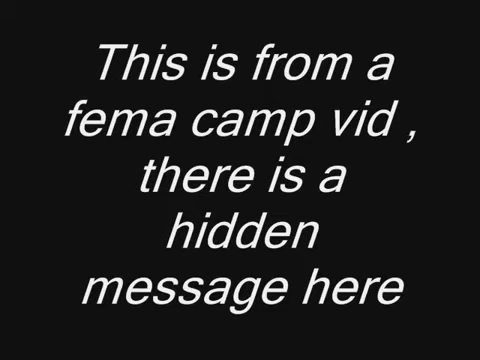 This is from a
fema camp vid ,
there is a
hidden
message here